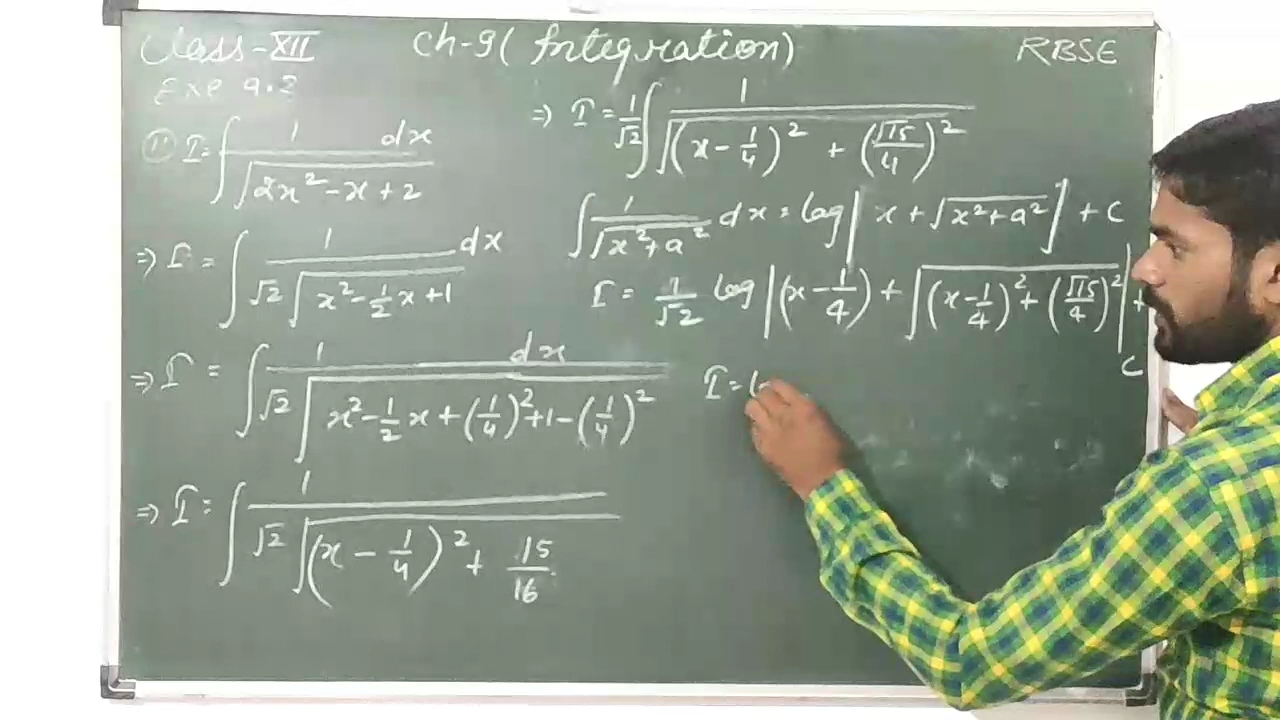 Class-XII Ch-9 (Integration) RBSE
Exe 9.2
11 I = ∫ 1/√(2x² - x + 2) dx
⇒ I = ∫ 1/(√2 √(x² - 1/2 x + 1)) dx
⇒ I = ∫ 1/(√2 √(x² - 1/2 x + (1/4)² + 1 - (1/4)²)) dx
⇒ I = ∫ 1/(√2 √((x - 1/4)² + 15/16))
⇒ I = 1/√2 ∫ 1/√((x - 1/4)² + (√15/4)²)
∫ 1/√(x² + a²) dx = log| x + √(x² + a²) | + C
I = 1/√2 log|(x - 1/4) + √((x - 1/4)² + (√15/4)²)| + C
I =